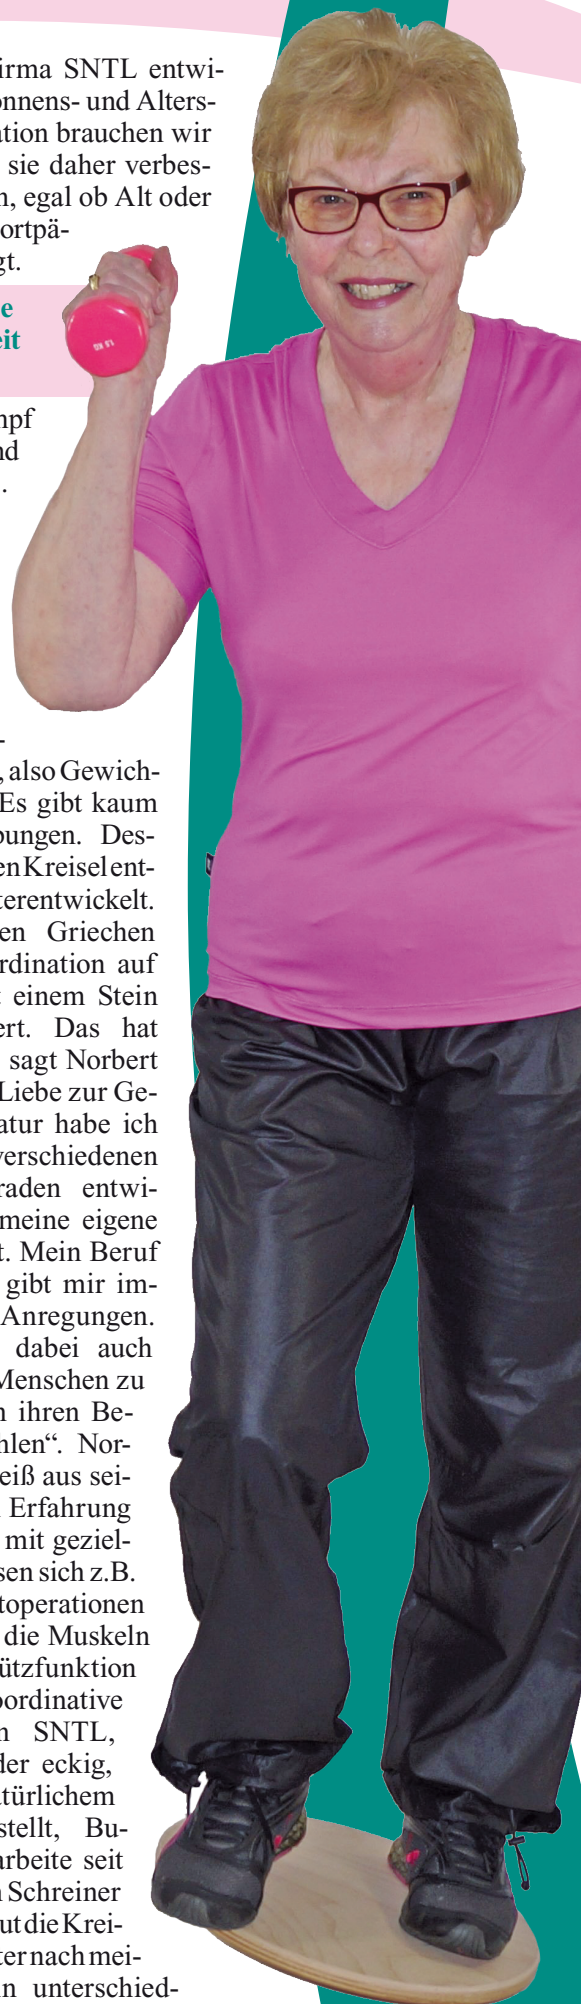 irma SNTL entwi-
onnens- und Alters-
ation brauchen wir
sie daher verbes-
n, egal ob Alt oder
ortpä-
gt.
e
eit
mpf
nd
.
-
, also Gewich-
Es gibt kaum
bungen. Des-
en Kreisel ent-
terentwickelt.
en Griechen
rdination auf
t einem Stein
ert. Das hat
sagt Norbert
Liebe zur Ge-
atur habe ich
verschiedenen
raden entwi-
meine eigene
t. Mein Beruf
gibt mir im-
Anregungen.
dabei auch
Menschen zu
n ihren Be-
hlen“. Nor-
eiß aus sei-
Erfahrung
mit geziel-
sen sich z.B.
toperationen
die Muskeln
ützfunktion
oordinative
n SNTL,
der eckig,
atürlichem
stellt, Bu-
arbeite seit
n Schreiner
ut die Krei-
ter nach mei-
n unterschied-